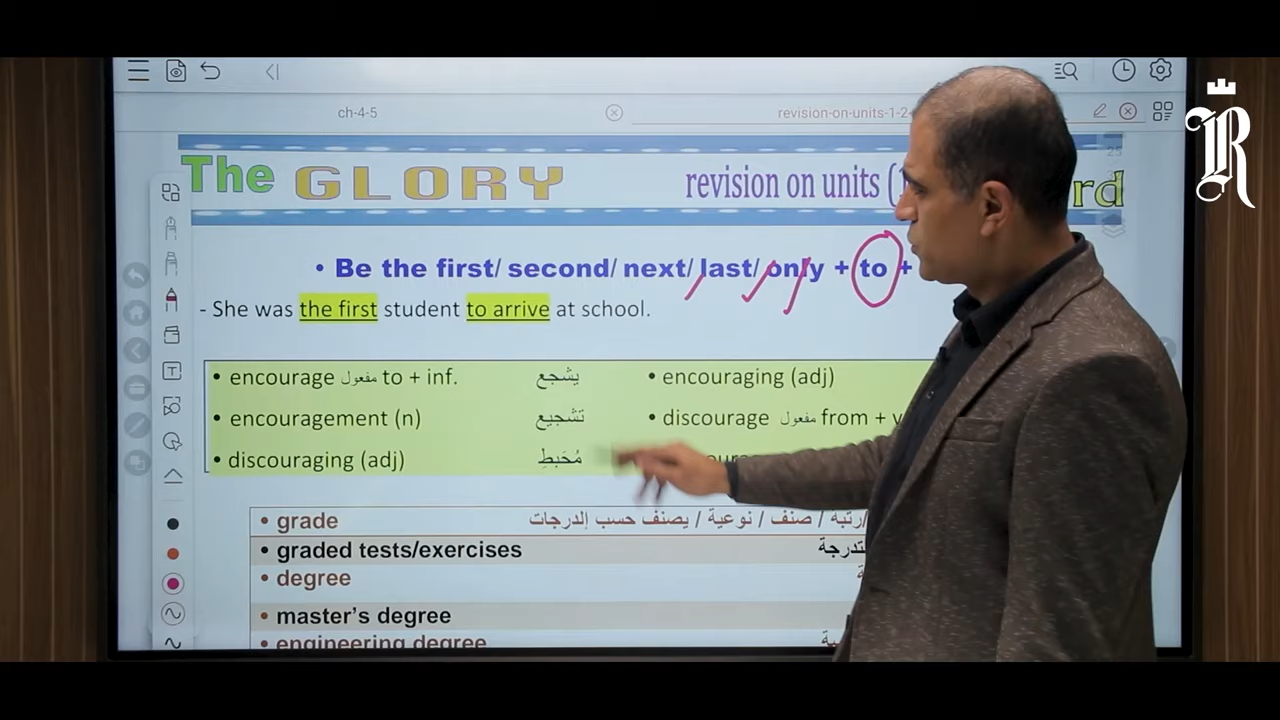 ch-4-5
revision-on-units-1-2-
The GLORY revision on units ( rd
• Be the first/ second/ next/ last/ only + to +
- She was the first student to arrive at school.
• encourage مفعول to + inf. يشجع • encouraging (adj)
• encouragement (n) تشجيع • discourage مفعول from + v
• discouraging (adj) مُحَبطِ
• grade /رتبة / صنف / نوعية / يصنف حسب الدرجات
• graded tests/exercises
• degree
• master's degree
• engineering degree
R